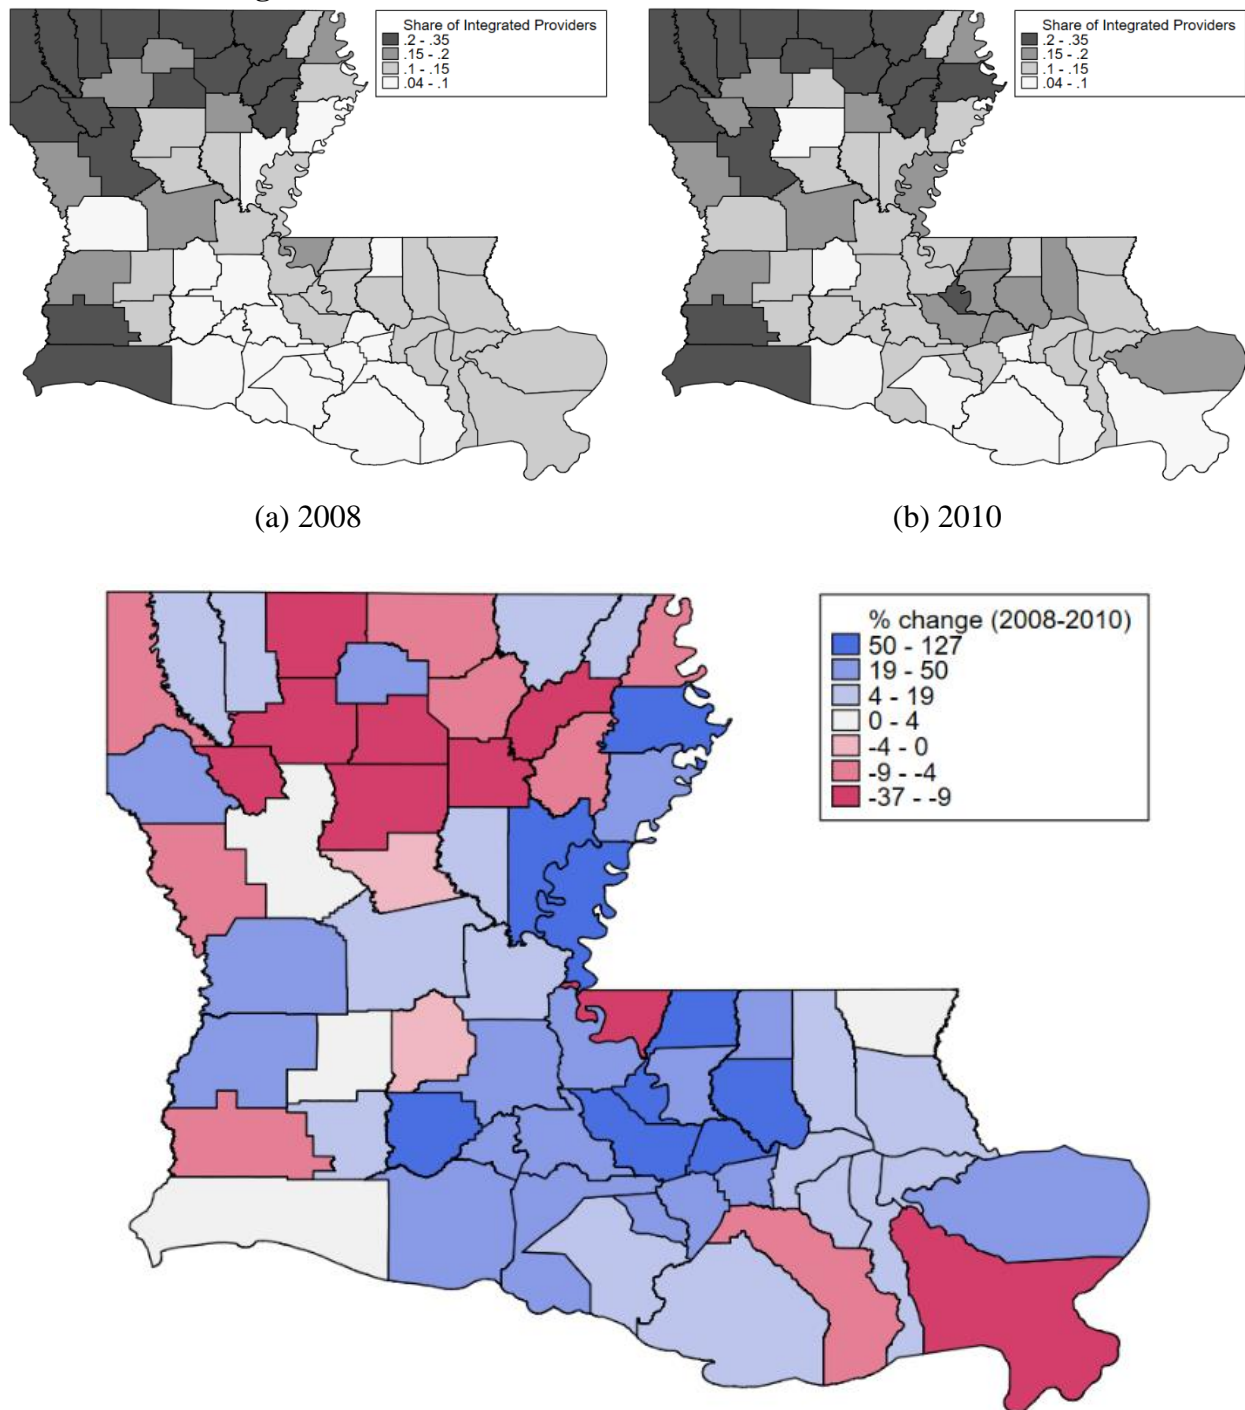 Share of Integrated Providers
.2 - .35
.15 - .2
.1 - .15
.04 - .1
Share of Integrated Providers
.2 - .35
.15 - .2
.1 - .15
.04 - .1
(a) 2008
(b) 2010
% change (2008-2010)
50 - 127
19 - 50
4 - 19
0 - 4
-4 - 0
-9 - -4
-37 - -9